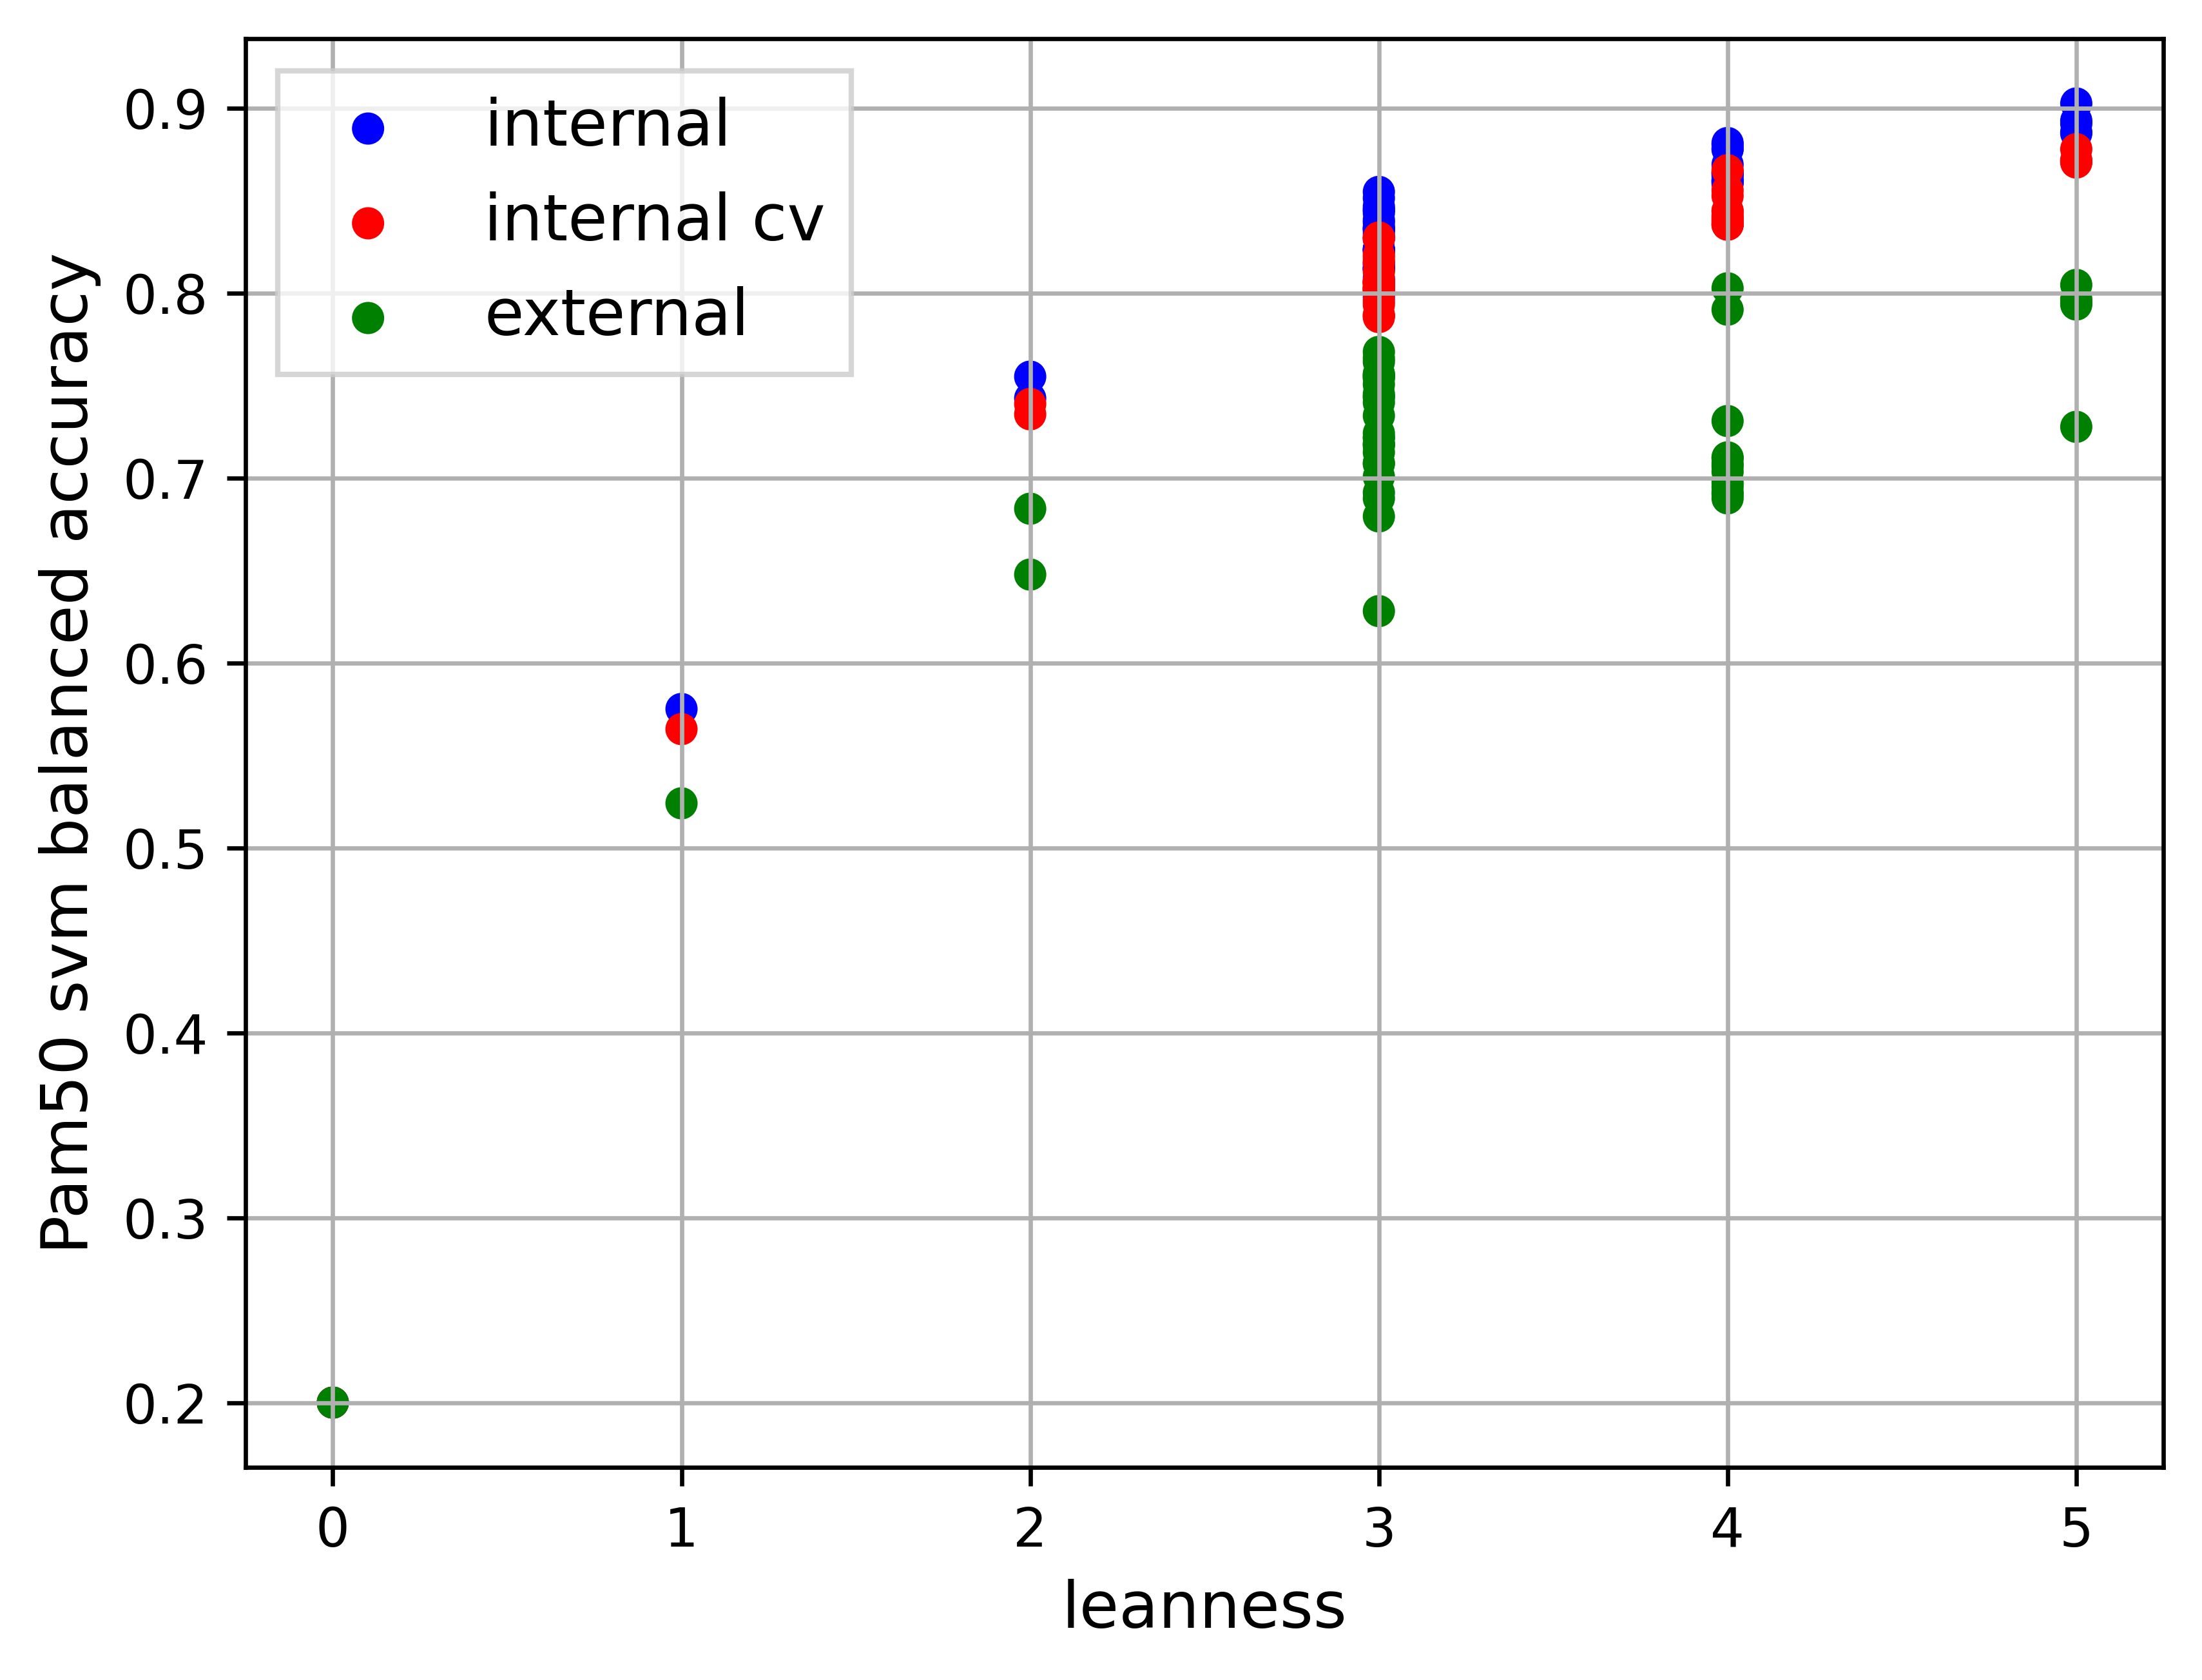 internal
internal cv
external
Pam50 svm balanced accuracy
0.9
0.8
0.7
0.6
0.5
0.4
0.3
0.2
0 1 2 3 4 5
leanness